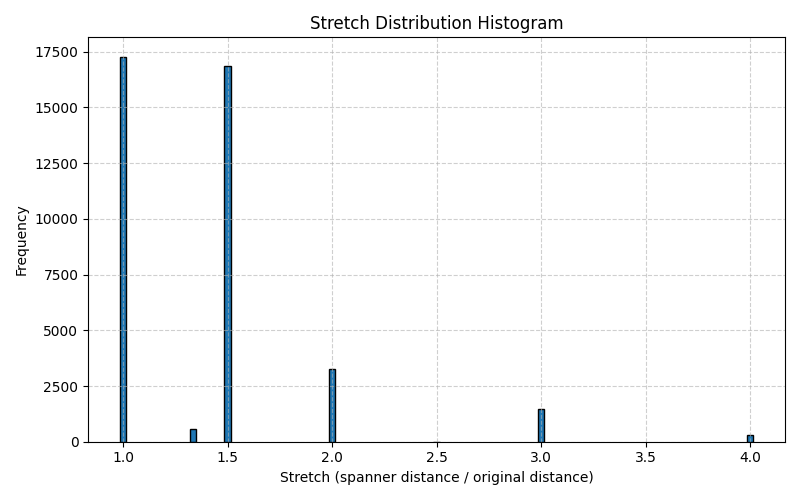 Stretch Distribution Histogram
17500
15000
12500
10000
7500
5000
2500
0
Frequency
1.0 1.5 2.0 2.5 3.0 3.5 4.0
Stretch (spanner distance / original distance)